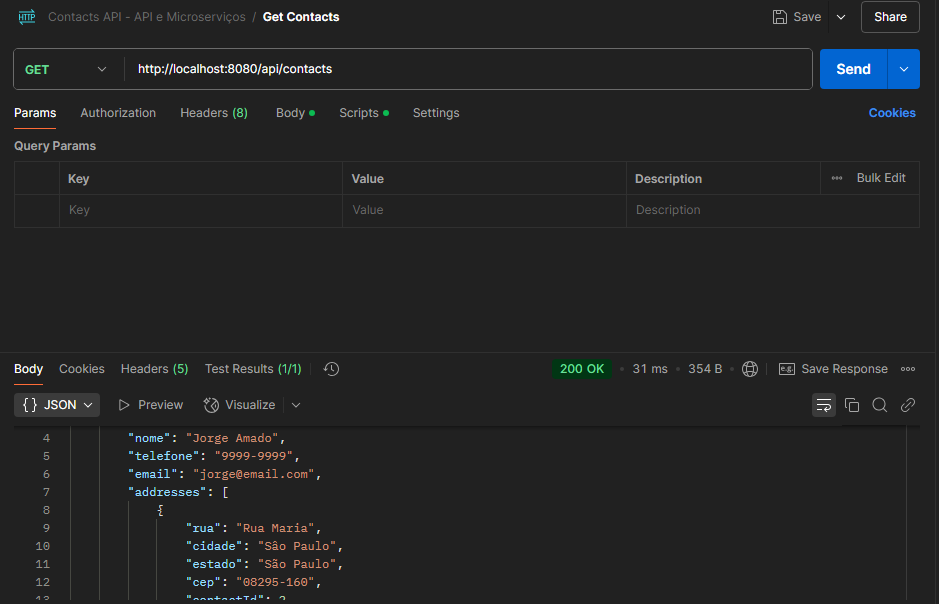 HTTP Contacts API - API e Microserviços / Get Contacts Save Share
GET http://localhost:8080/api/contacts Send
Params Authorization Headers (8) Body Scripts Settings Cookies
Query Params
Key Value Description Bulk Edit
Key Value Description
Body Cookies Headers (5) Test Results (1/1) 200 OK 31 ms 354 B e.g. Save Response
{} JSON Preview Visualize
4 "nome": "Jorge Amado",
5 "telefone": "9999-9999",
6 "email": "jorge@email.com",
7 "addresses": [
8 {
9 "rua": "Rua Maria",
10 "cidade": "São Paulo",
11 "estado": "São Paulo",
12 "cep": "08295-160",
13 "contactId": 2